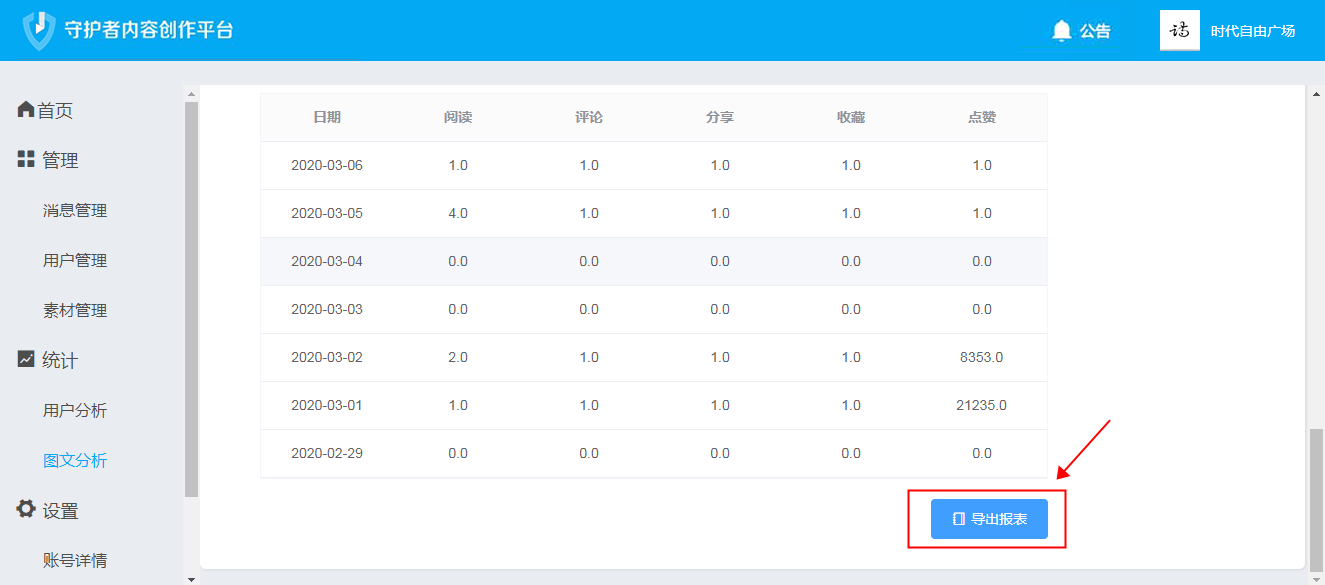 守护者内容创作平台
公告
时代自由广场
首页
管理
消息管理
用户管理
素材管理
统计
用户分析
图文分析
设置
账号详情
日期 阅读 评论 分享 收藏 点赞
2020-03-06 1.0 1.0 1.0 1.0 1.0
2020-03-05 4.0 1.0 1.0 1.0 1.0
2020-03-04 0.0 0.0 0.0 0.0 0.0
2020-03-03 0.0 0.0 0.0 0.0 0.0
2020-03-02 2.0 1.0 1.0 1.0 8353.0
2020-03-01 1.0 1.0 1.0 1.0 21235.0
2020-02-29 0.0 0.0 0.0 0.0 0.0
导出报表